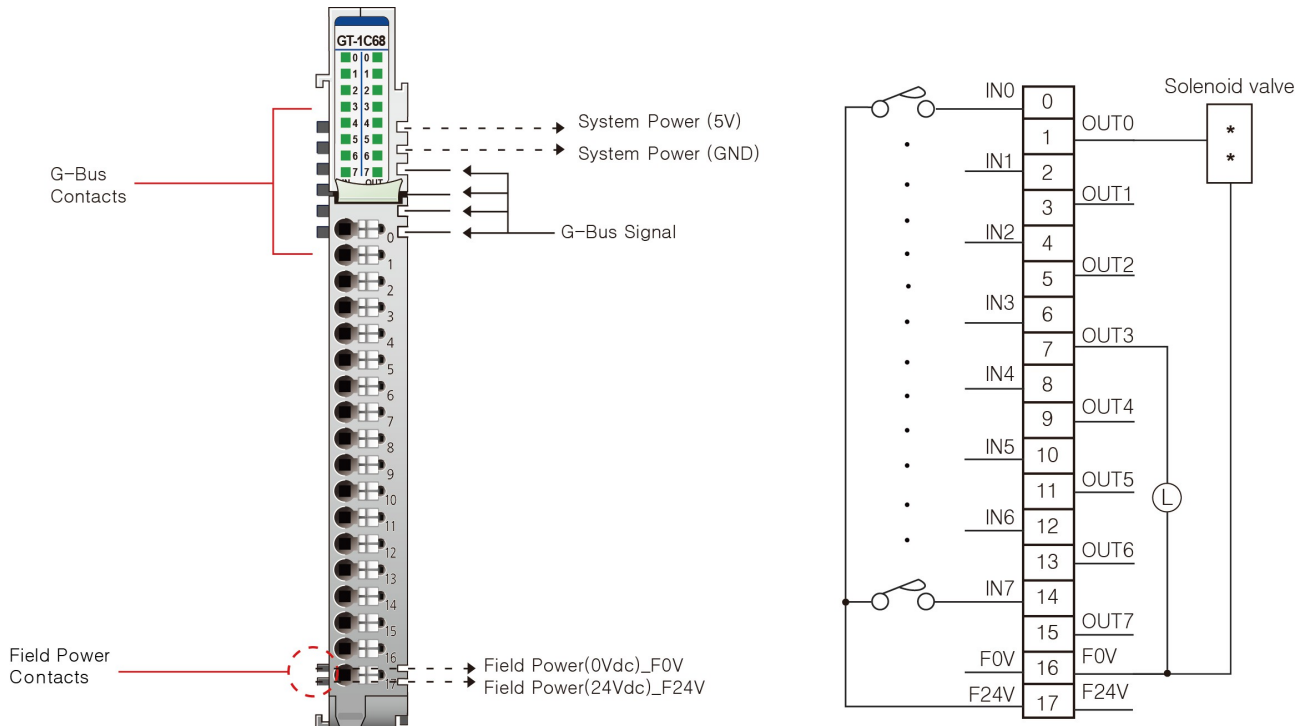 GT-1C68
0 0
1 1
2 2
3 3
4 4
5 5
6 6
7 7
G-Bus
Contacts
System Power (5V)
System Power (GND)
G-Bus Signal
0
1
2
3
4
5
6
7
8
9
10
11
12
13
14
15
16
17
Field Power
Contacts
Field Power(0Vdc)_F0V
Field Power(24Vdc)_F24V
Solenoid valve
*
*
IN0 0
1 OUT0
IN1 2
3 OUT1
IN2 4
5 OUT2
IN3 6
7 OUT3
IN4 8
9 OUT4
IN5 10
11 OUT5
IN6 12
13 OUT6
IN7 14
15 OUT7
F0V 16 F0V
F24V 17 F24V
L